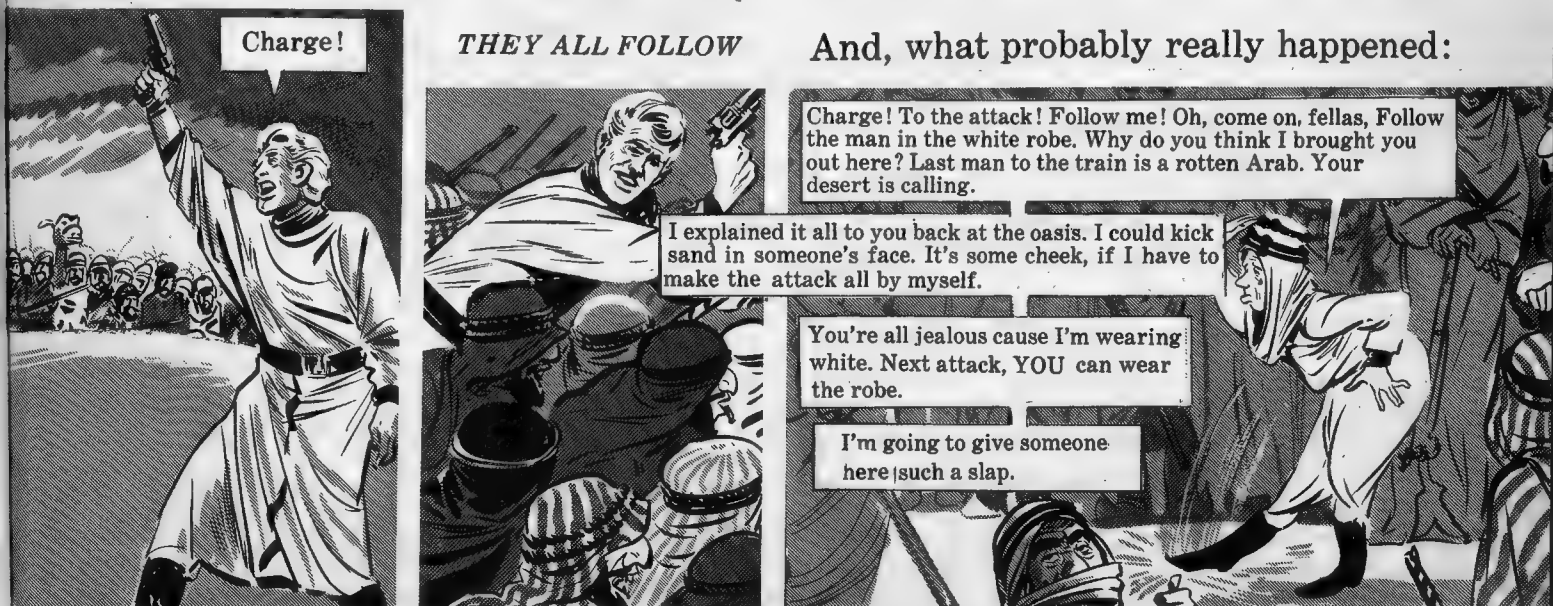 Charge!
THEY ALL FOLLOW
And, what probably really happened:
Charge! To the attack! Follow me! Oh, come on, fellas, Follow
the man in the white robe. Why do you think I brought you
out here? Last man to the train is a rotten Arab. Your
desert is calling.
I explained it all to you back at the oasis. I could kick
sand in someone's face. It's some cheek, if I have to
make the attack all by myself.
You're all jealous cause I'm wearing
white. Next attack, YOU can wear
the robe.
I'm going to give someone
here such a slap.